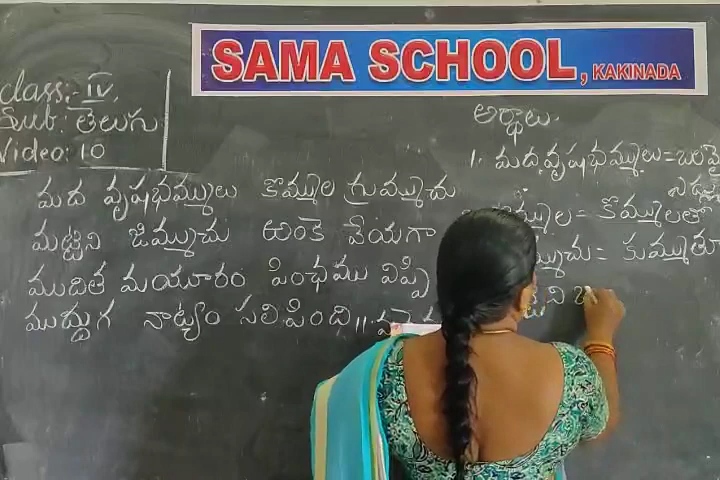 SAMA SCHOOL, KAKINADA
Class:- IV.
Sub: తెలుగు
Video: 10
మద వృషభమ్ములు కొమ్ముల గ్రుమ్ముచు
మట్టిని జిమ్ముచు ఱంకె వేయగా
ముదిత మయూరం పింఛము విప్పి
ముద్దుగ నాట్యం సలిపింది॥
అర్థాలు.
1. మదవృషభమ్ములు =
= కొమ్ములతో